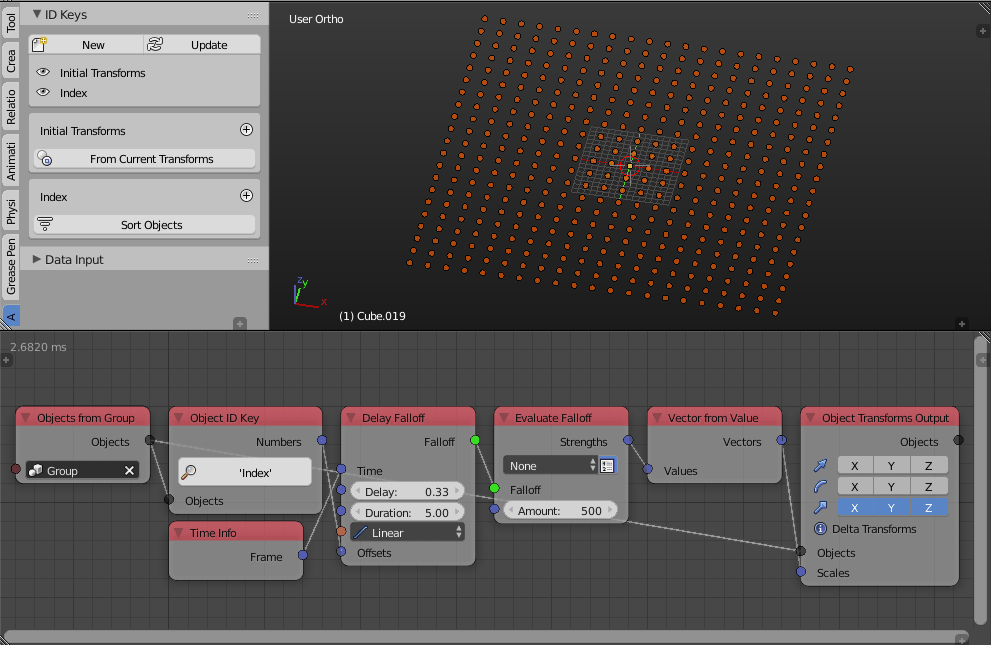 Tool
Crea
Relatio
Animati
Physi
Grease Pen
A
ID Keys
New
Update
Initial Transforms
Index
Initial Transforms
From Current Transforms
Index
Sort Objects
Data Input
User Ortho
z
y
x
(1) Cube.019
2.6820 ms
Objects from Group
Objects
Group
Object ID Key
Numbers
'Index'
Objects
Time Info
Frame
Delay Falloff
Falloff
Time
Delay: 0.33
Duration: 5.00
Linear
Offsets
Evaluate Falloff
Strengths
None
Falloff
Amount: 500
Vector from Value
Vectors
Values
Object Transforms Output
Objects
X Y Z
X Y Z
X Y Z
Delta Transforms
Objects
Scales